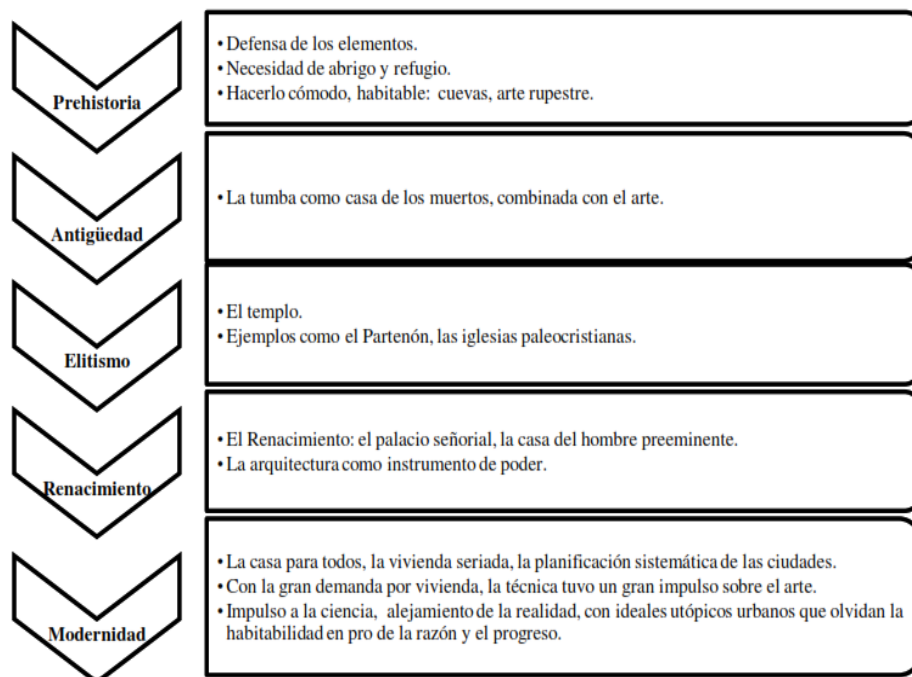 Prehistoria
• Defensa de los elementos.
• Necesidad de abrigo y refugio.
• Hacerlo cómodo, habitable: cuevas, arte rupestre.
Antigüedad
• La tumba como casa de los muertos, combinada con el arte.
Elitismo
• El templo.
• Ejemplos como el Partenón, las iglesias paleocristianas.
Renacimiento
• El Renacimiento: el palacio señorial, la casa del hombre preeminente.
• La arquitectura como instrumento de poder.
Modernidad
• La casa para todos, la vivienda seriada, la planificación sistemática de las ciudades.
• Con la gran demanda por vivienda, la técnica tuvo un gran impulso sobre el arte.
• Impulso a la ciencia, alejamiento de la realidad, con ideales utópicos urbanos que olvidan la
habitabilidad en pro de la razón y el progreso.